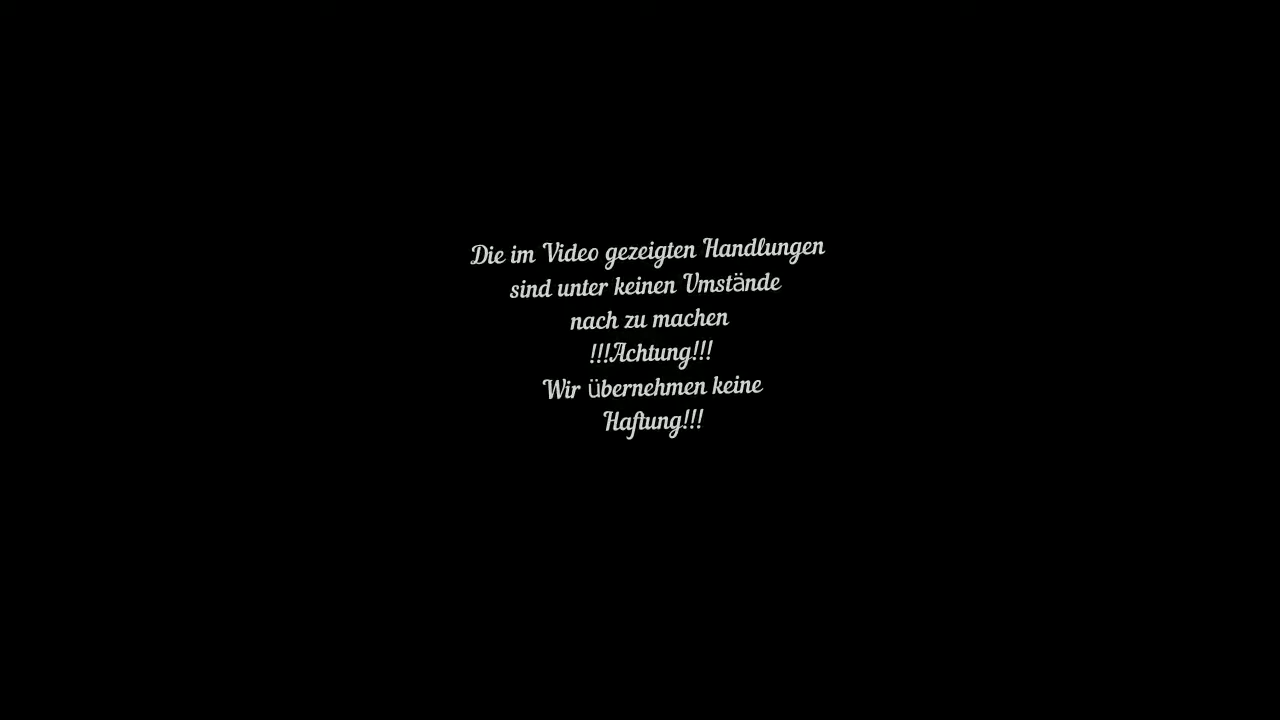 Die im Video gezeigten Handlungen
sind unter keinen Umstände
nach zu machen
!!!Achtung!!!
Wir übernehmen keine
Haftung!!!